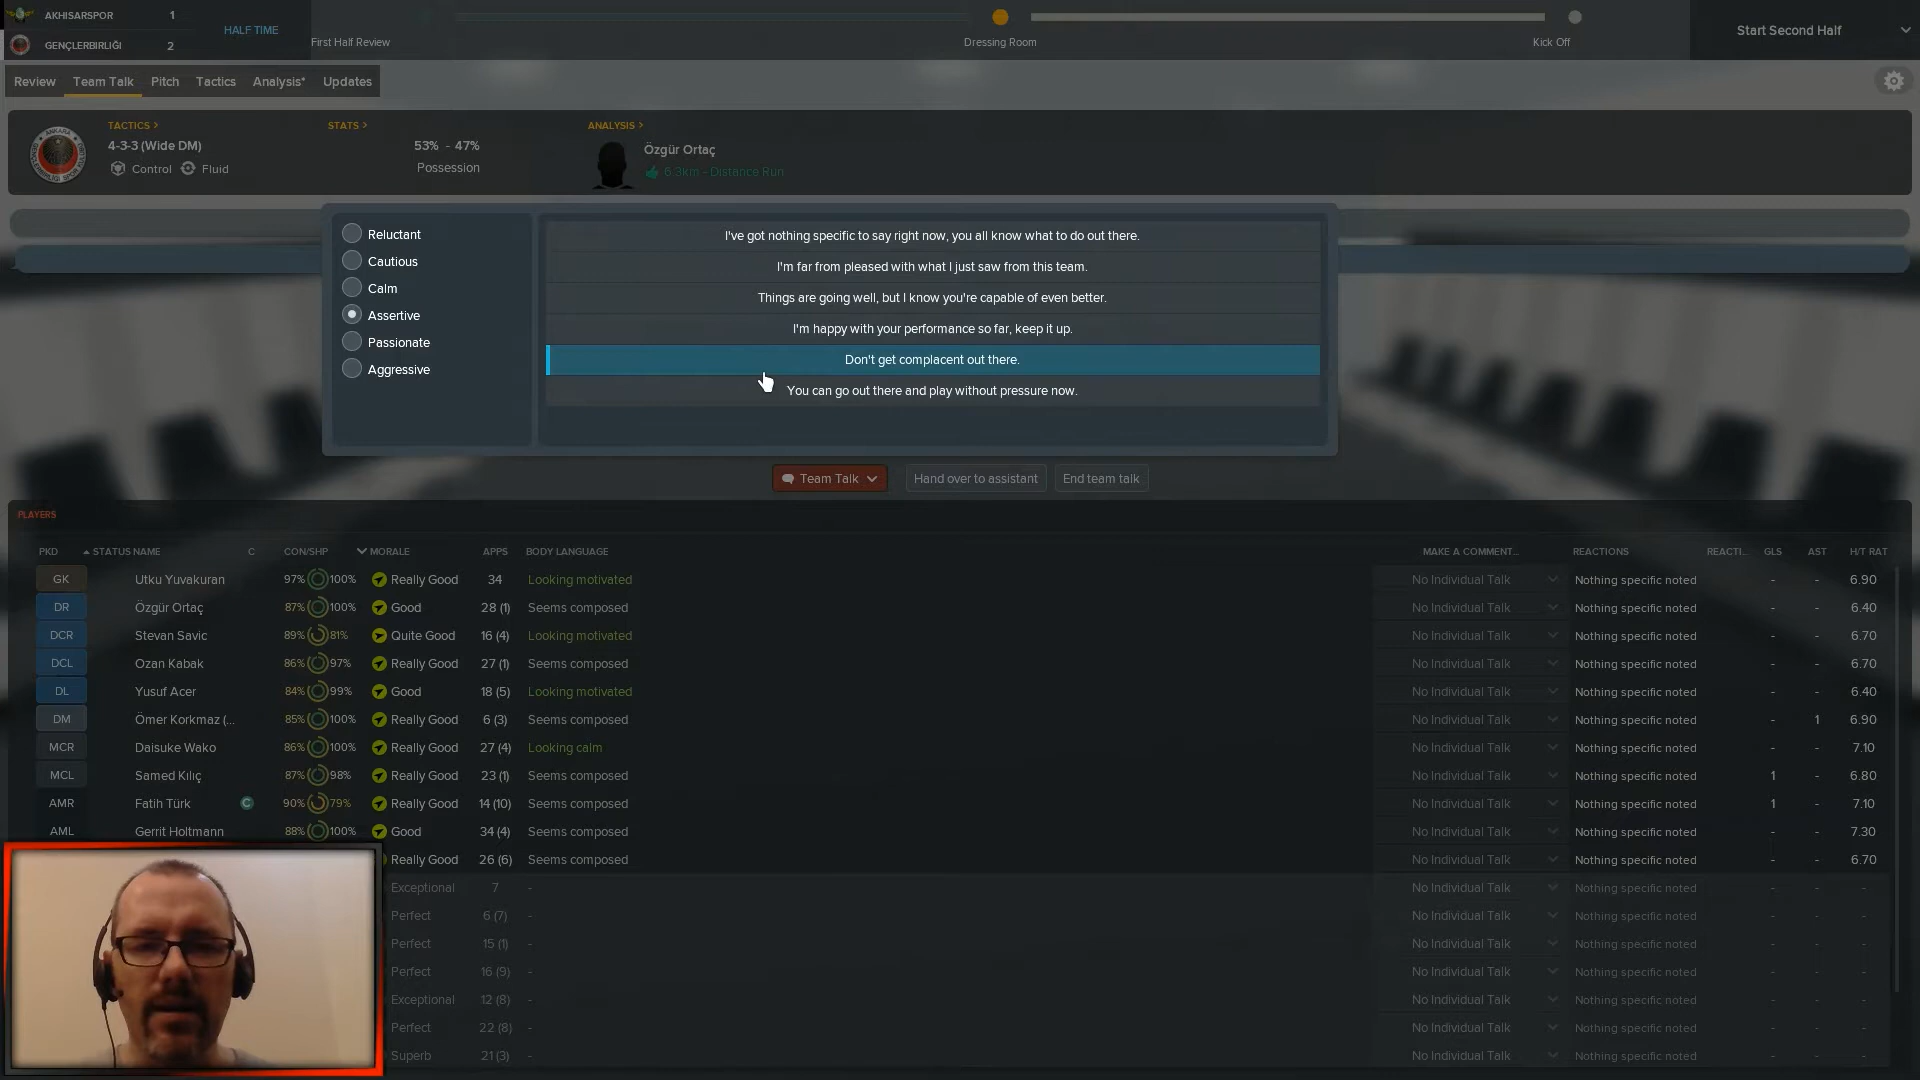 AKHISARSPOR 1
GENÇLERBIRLIĞI 2
HALF TIME
First Half Review
Dressing Room
Kick Off
Start Second Half
Review Team Talk Pitch Tactics Analysis* Updates
TACTICS >
4-3-3 (Wide DM)
Control Fluid
STATS >
53% - 47%
Possession
ANALYSIS >
Özgür Ortaç
6.3km - Distance Run
Reluctant
Cautious
Calm
Assertive
Passionate
Aggressive
I've got nothing specific to say right now, you all know what to do out there.
I'm far from pleased with what I just saw from this team.
Things are going well, but I know you're capable of even better.
I'm happy with your performance so far, keep it up.
Don't get complacent out there.
You can go out there and play without pressure now.
Team Talk Hand over to assistant End team talk
PLAYERS
PKD STATUS NAME C CON/SHP MORALE APPS BODY LANGUAGE MAKE A COMMENT... REACTIONS REACTI... GLS AST H/T RAT
GK Utku Yuvakuran 97% 100% Really Good 34 Looking motivated No Individual Talk Nothing specific noted - - 6.90
DR Özgür Ortaç 87% 100% Good 28 (1) Seems composed No Individual Talk Nothing specific noted - - 6.40
DCR Stevan Savic 89% 81% Quite Good 16 (4) Looking motivated No Individual Talk Nothing specific noted - - 6.70
DCL Ozan Kabak 86% 97% Really Good 27 (1) Seems composed No Individual Talk Nothing specific noted - - 6.70
DL Yusuf Acer 84% 99% Good 18 (5) Looking motivated No Individual Talk Nothing specific noted - - 6.40
DM Ömer Korkmaz (... 85% 100% Really Good 6 (3) Seems composed No Individual Talk Nothing specific noted - 1 6.90
MCR Daisuke Wako 86% 100% Really Good 27 (4) Looking calm No Individual Talk Nothing specific noted - - 7.10
MCL Samed Kılıç 87% 98% Really Good 23 (1) Seems composed No Individual Talk Nothing specific noted 1 - 6.80
AMR Fatih Türk C 90% 79% Really Good 14 (10) Seems composed No Individual Talk Nothing specific noted 1 - 7.10
AML Gerrit Holtmann 88% 100% Good 34 (4) Seems composed No Individual Talk Nothing specific noted - - 7.30
Really Good 26 (6) Seems composed No Individual Talk Nothing specific noted - - 6.70
Exceptional 7 - No Individual Talk Nothing specific noted - - -
Perfect 6 (7) - No Individual Talk Nothing specific noted - - -
Perfect 15 (1) - No Individual Talk Nothing specific noted - - -
Perfect 16 (9) - No Individual Talk Nothing specific noted - - -
Exceptional 12 (8) - No Individual Talk Nothing specific noted - - -
Perfect 22 (8) - No Individual Talk Nothing specific noted - - -
Superb 21 (3) - No Individual Talk Nothing specific noted - - -